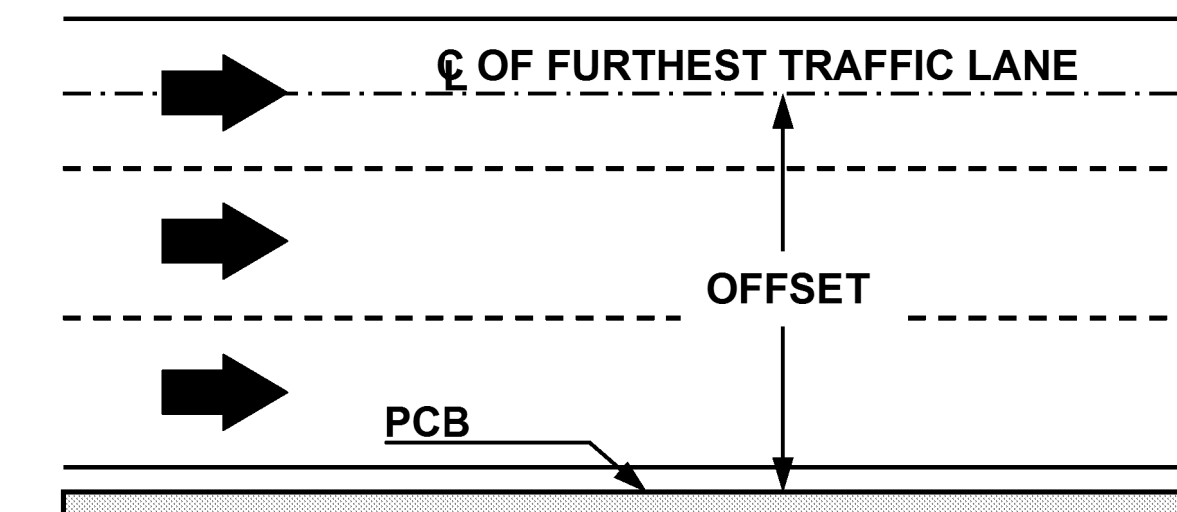 ℄ OF FURTHEST TRAFFIC LANE
OFFSET
PCB